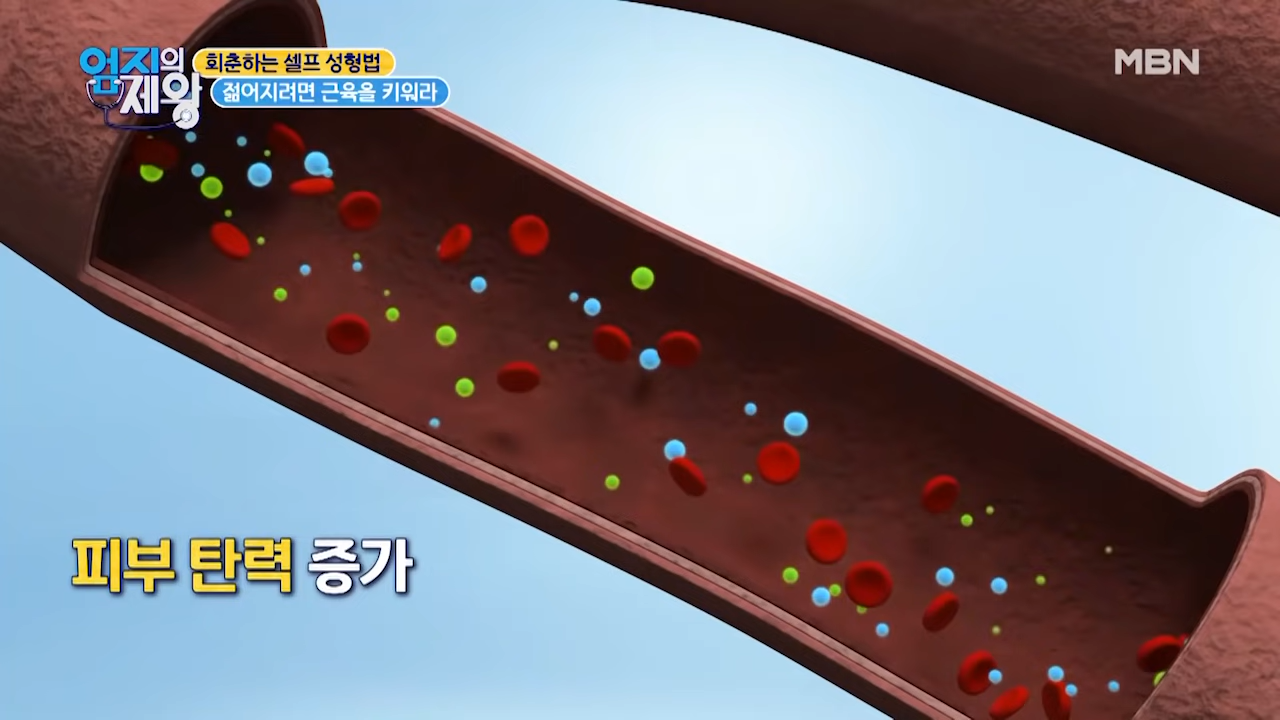 엄지의
제왕
회춘하는 셀프 성형법
젊어지려면 근육을 키워라
MBN
피부 탄력 증가